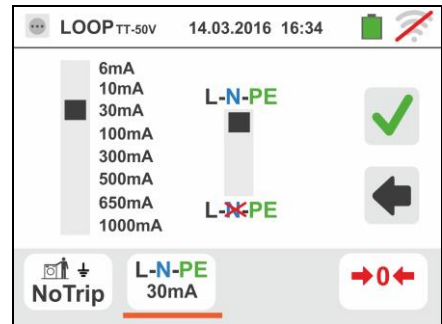 LOOP TT-50V 14.03.2016 16:34
6mA
10mA
30mA
100mA
300mA
500mA
650mA
1000mA
L-N-PE
L-N-PE
NoTrip
L-N-PE
30mA
→0←